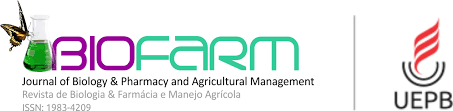 BIOFARM
Journal of Biology & Pharmacy and Agricultural Management
Revista de Biologia & Farmácia e Manejo Agrícola
ISSN: 1983-4209
UEPB